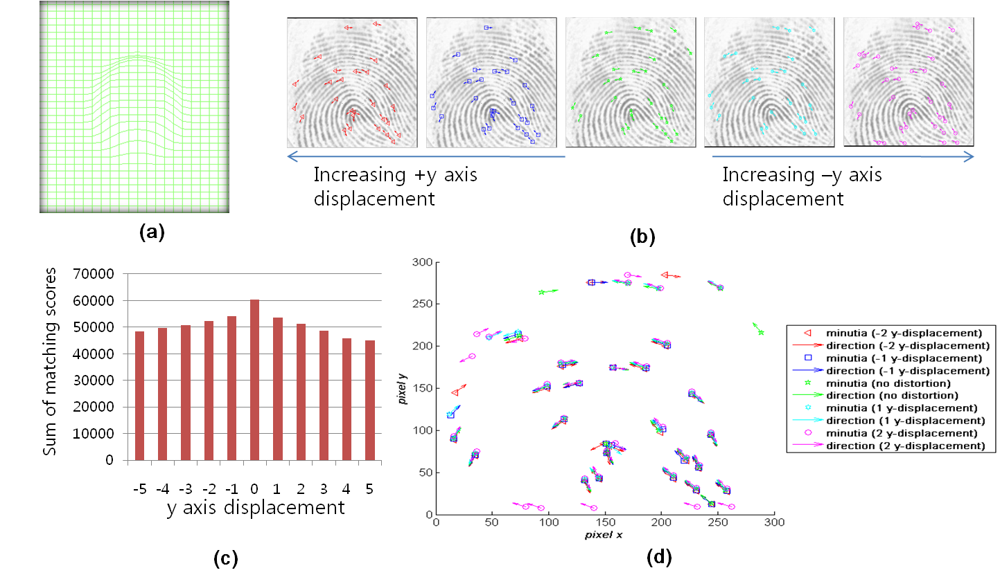 (a)
Increasing +y axis
displacement
Increasing –y axis
displacement
(b)
Sum of matching scores
70000
60000
50000
40000
30000
20000
10000
0
-5 -4 -3 -2 -1 0 1 2 3 4 5
y axis displacement
(c)
pixel y
300
250
200
150
100
50
0
0 50 100 150 200 250 300
pixel x
minutia (-2 y-displacement)
direction (-2 y-displacement)
minutia (-1 y-displacement)
direction (-1 y-displacement)
minutia (no distortion)
direction (no distortion)
minutia (1 y-displacement)
direction (1 y-displacement)
minutia (2 y-displacement)
direction (2 y-displacement)
(d)